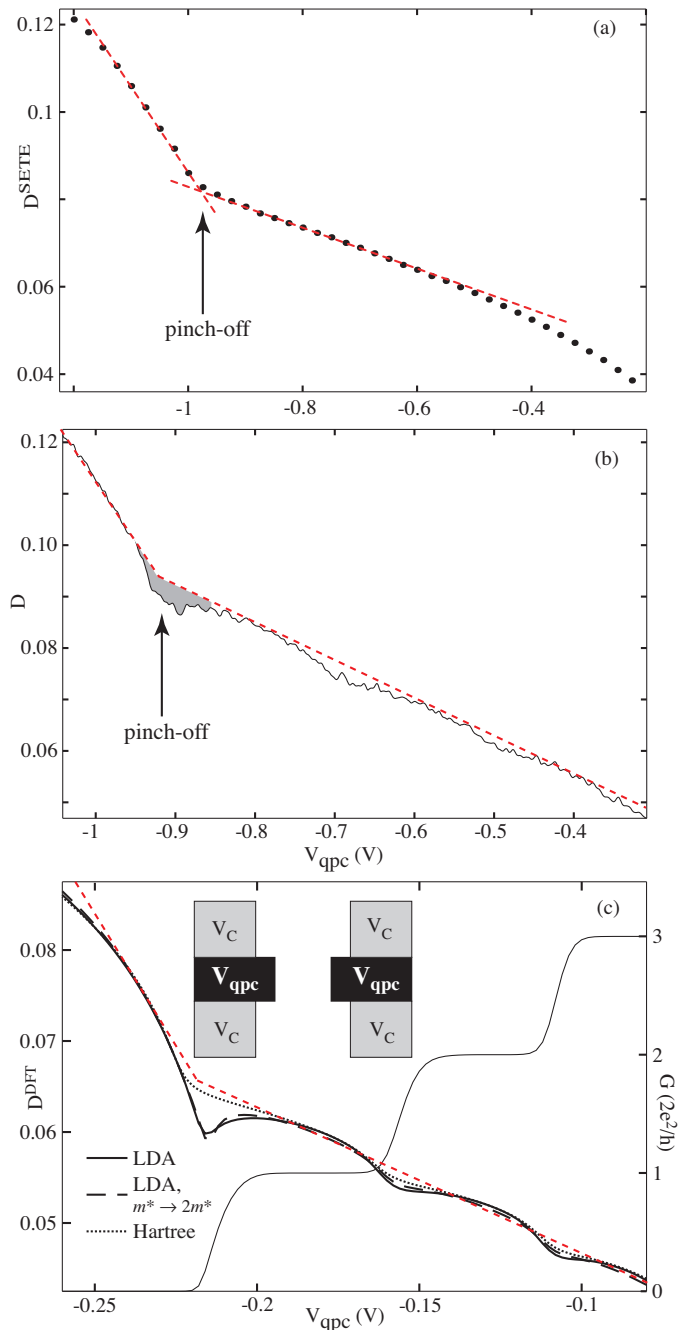 (a)
0.12
0.1
0.06
0.04
D^SETE
pinch-off
-1
-0.8
-0.6
-0.4
(b)
0.12
0.10
0.08
0.06
D
pinch-off
-1
-0.9
-0.8
-0.7
-0.6
-0.5
-0.4
V_qpc (V)
(c)
0.08
0.07
0.06
0.05
D^DFT
V_C V_C
V_qpc V_qpc
V_C V_C
LDA
LDA,
m* → 2m*
Hartree
3
2
1
0
G (2e²/h)
-0.25
-0.2
-0.15
-0.1
V_qpc (V)